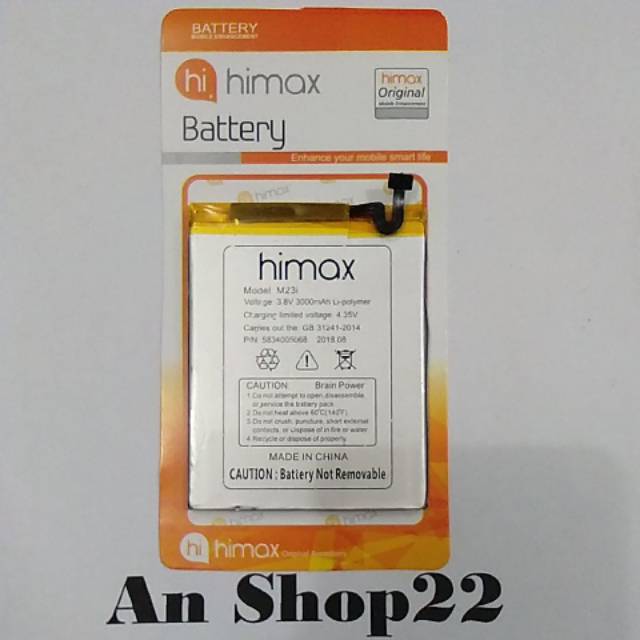 BATTERY
MOBILE ENHANCEMENT
hi himax
himax
Original
Mobile Enhancement
Battery
Enhance your mobile smart life
himax
himax
Model: M23i
Voltage 3.8V 3000mAh Li-polymer
Charging limited voltage 4.35V
Carries out the GB 31241-2014
P/N 5834005068 2018.08
CAUTION: Brain Power
1.Do not attempt to open,disassemble
or service the battery pack
2.Do not heat above 60°C(140°F)
3.Do not crush, puncture, short external
contacts, or dispose of in fire or water
4.Recycle or dispose of properly
MADE IN CHINA
CAUTION : Battery Not Removable
hi himax Original Accessory
An Shop22